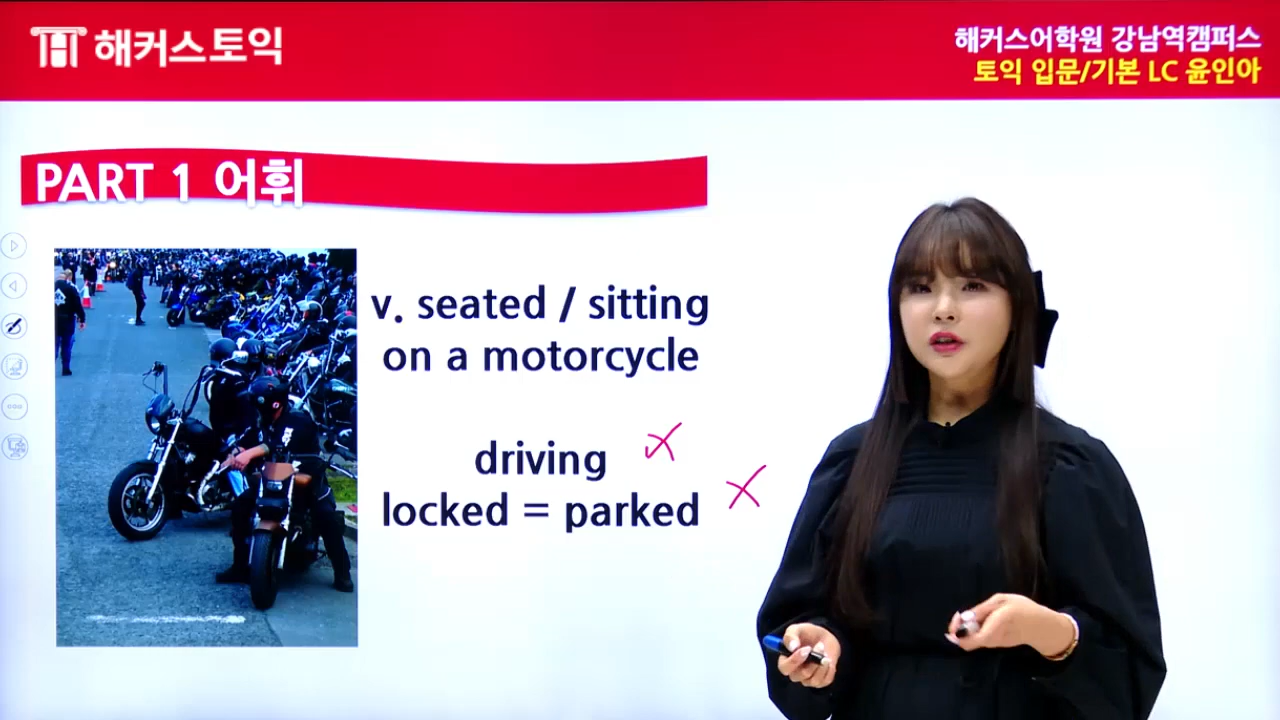 해커스토익
해커스어학원 강남역캠퍼스
토익 입문/기본 LC 윤인아
PART 1 어휘
v. seated / sitting
on a motorcycle
driving
locked = parked